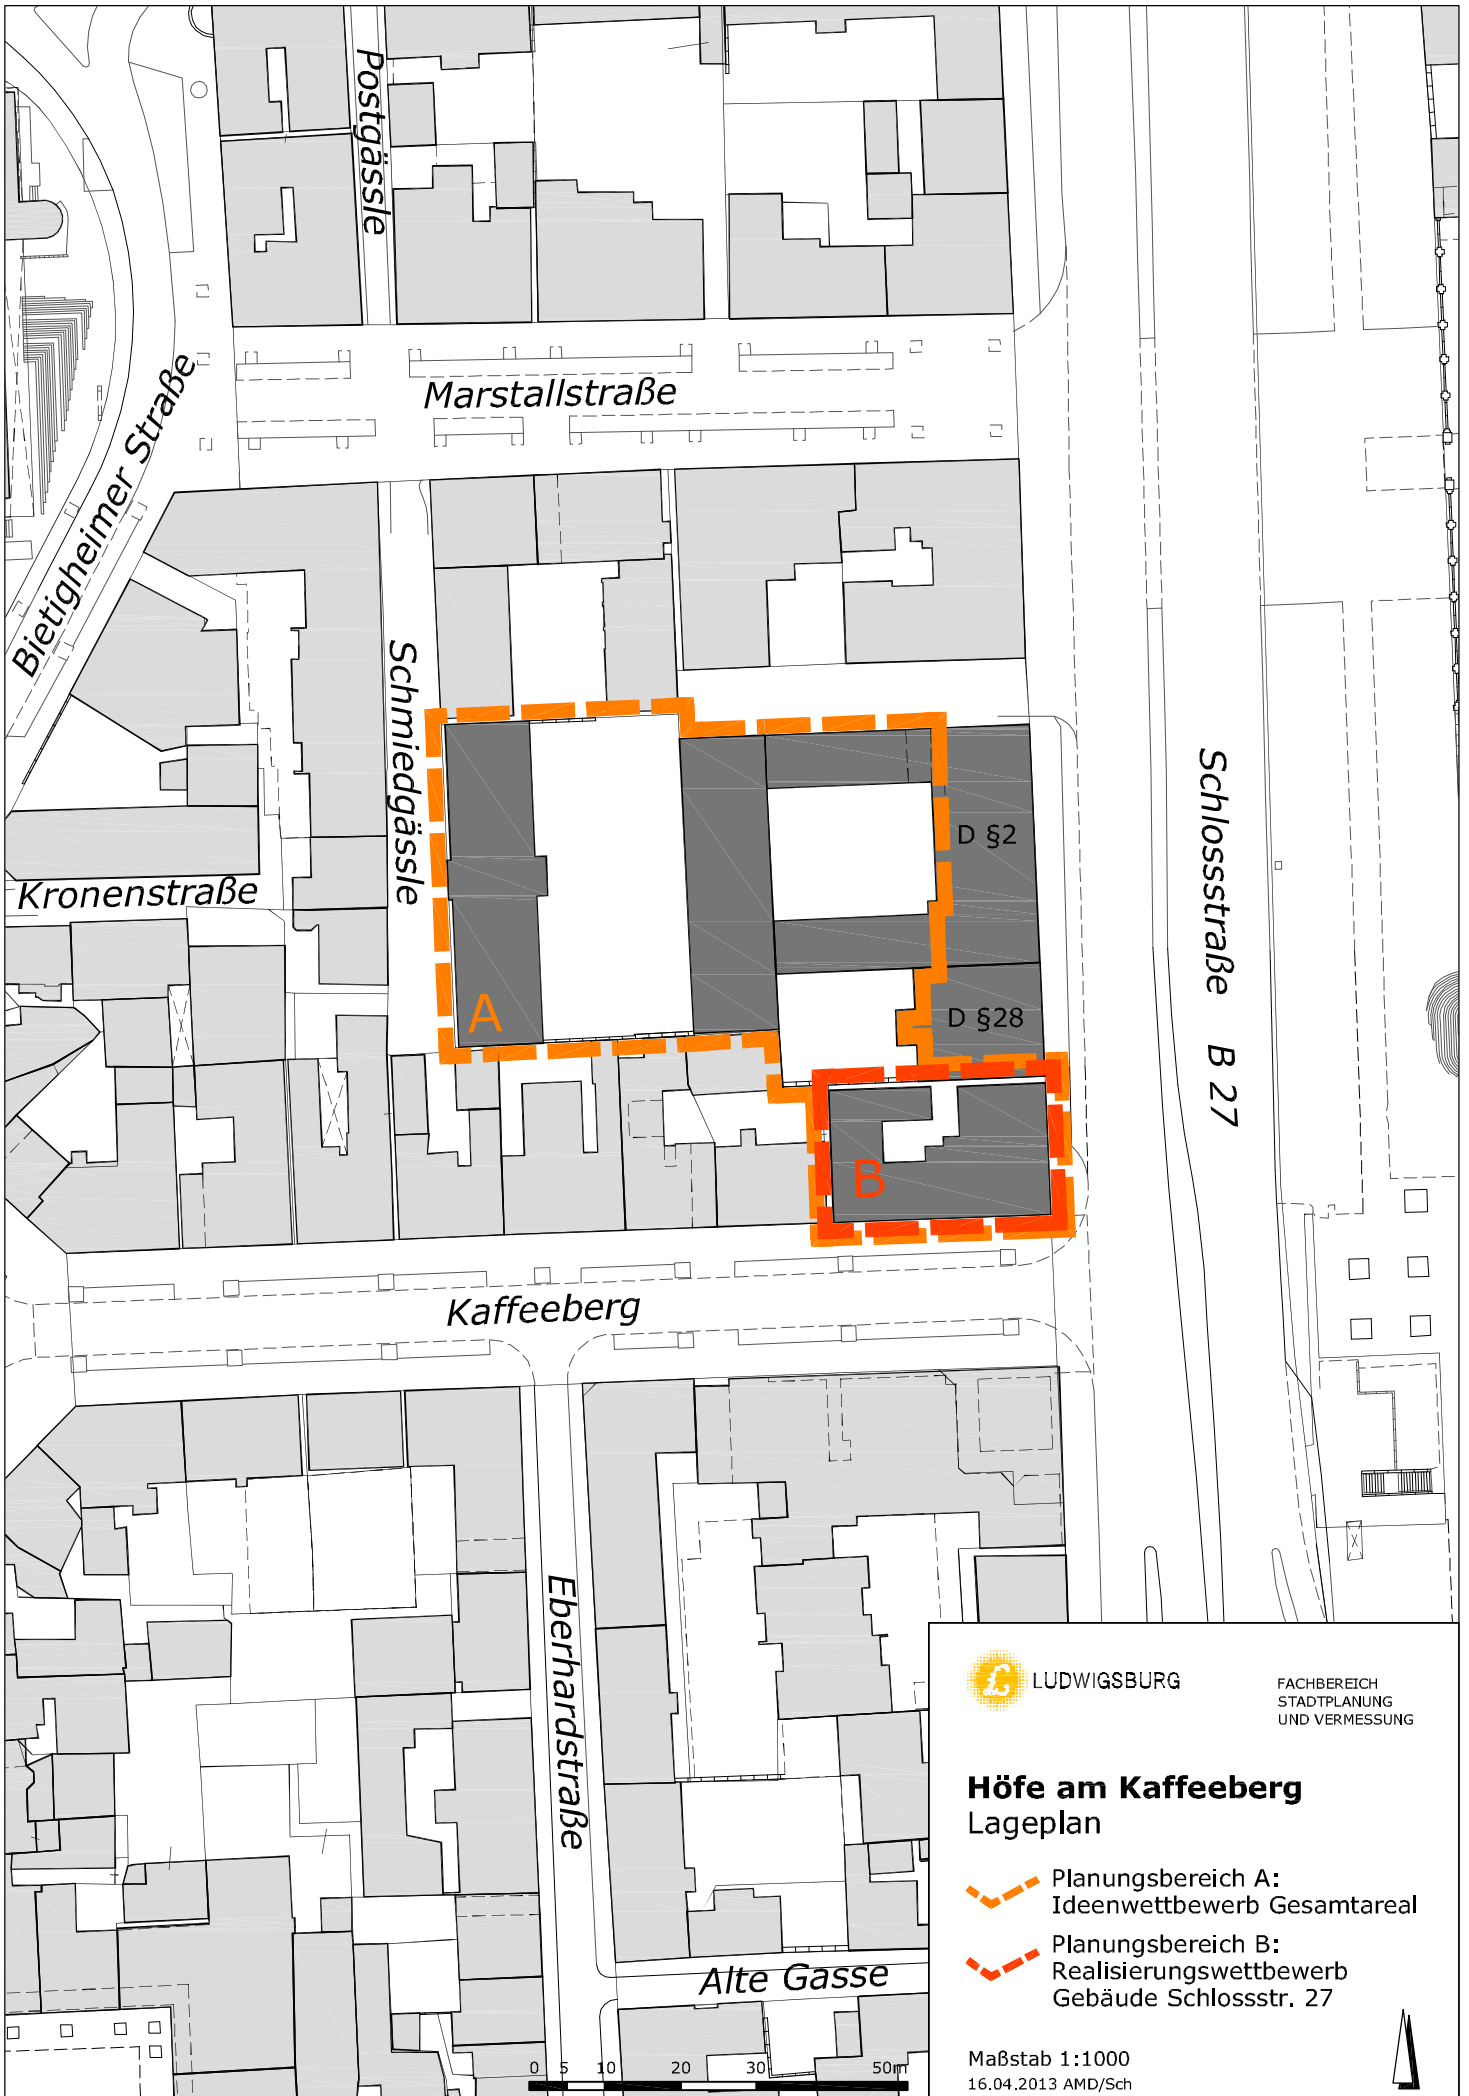 Postgässle
Marstallstraße
Bietigheimer Straße
Schmiedgässle
Schlossstraße B 27
D §2
Kronenstraße
A
D §28
B
Kaffeeberg
Eberhardstraße
Alte Gasse
0 5 10 20 30 50m
LUDWIGSBURG
FACHBEREICH
STADTPLANUNG
UND VERMESSUNG
Höfe am Kaffeeberg
Lageplan
Planungsbereich A:
Ideenwettbewerb Gesamtareal
Planungsbereich B:
Realisierungswettbewerb
Gebäude Schlossstr. 27
Maßstab 1:1000
16.04.2013 AMD/Sch